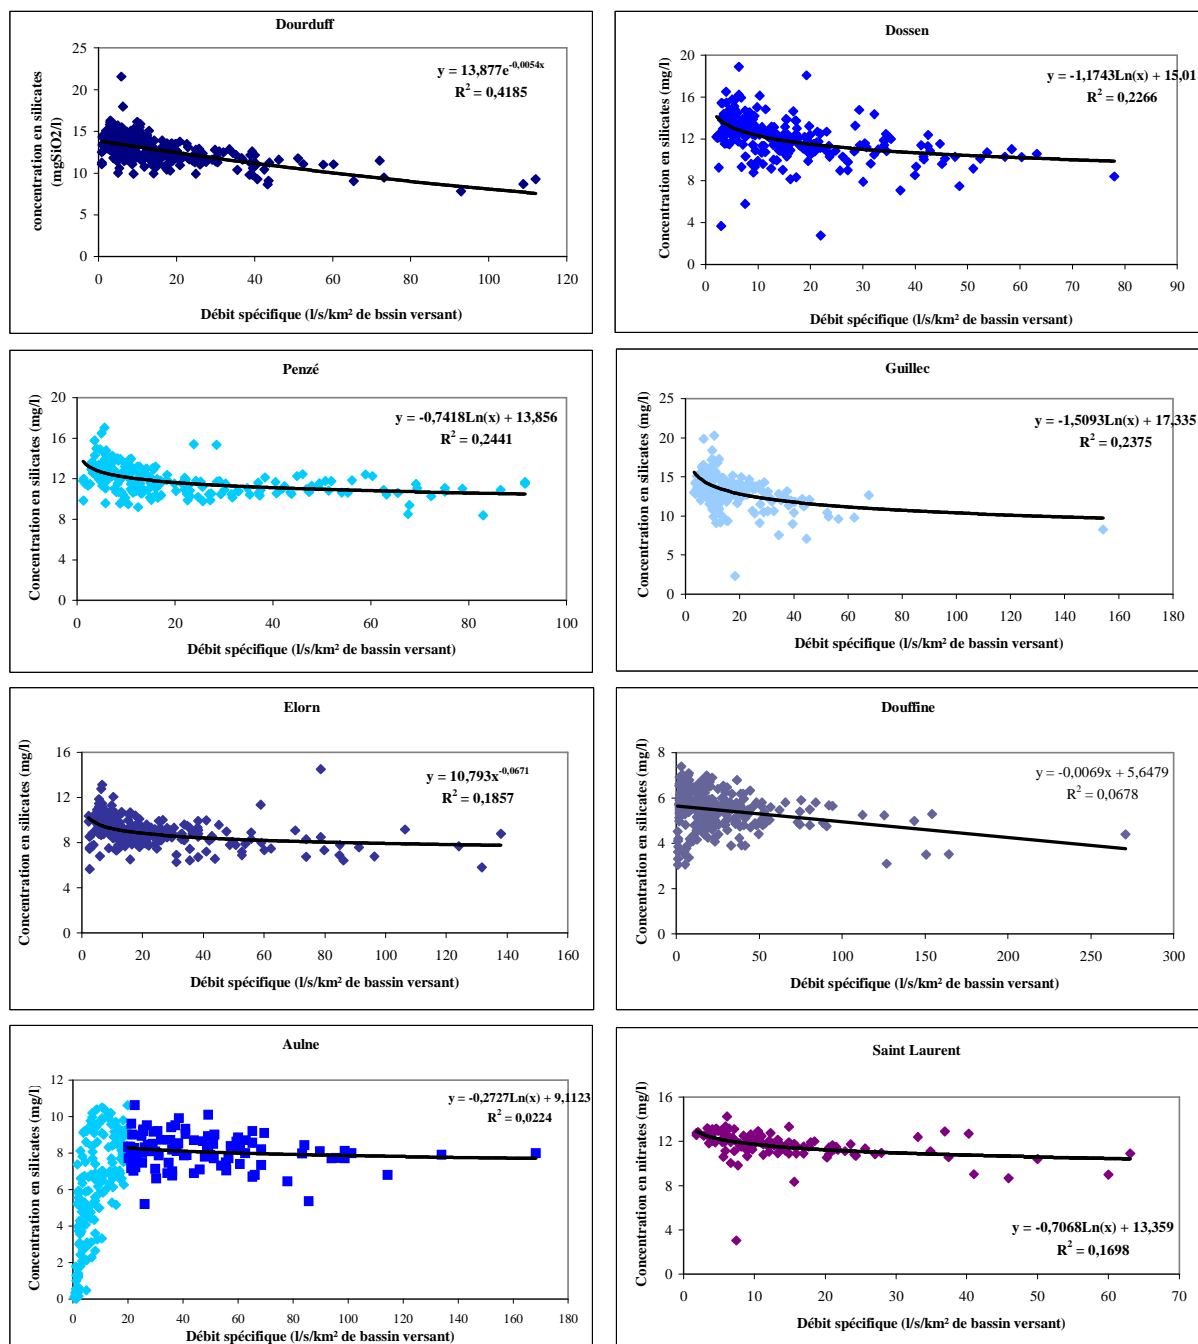 Dourduff
concentration en silicates
(mgSiO2/l)
25
20
15
10
5
0
y = 13,877e^-0,0054x
R² = 0,4185
0 20 40 60 80 100 120
Débit spécifique (l/s/km² de bssin versant)
Dossen
Concentration en silicates (mg/l)
20
16
12
8
4
0
y = -1,1743Ln(x) + 15,01
R² = 0,2266
0 10 20 30 40 50 60 70 80 90
Débit spécifique (l/s/km² de bassin versant)
Penzé
Concentration en silicates (mg/l)
20
16
12
8
4
0
y = -0,7418Ln(x) + 13,856
R² = 0,2441
0 20 40 60 80 100
Débit spécifique (l/s/km² de bassin versant)
Guillec
Concentration en silicates (mg/l)
25
20
15
10
5
0
y = -1,5093Ln(x) + 17,335
R² = 0,2375
0 20 40 60 80 100 120 140 160 180
Débit spécifique (l/s/km² de bassin versant)
Elorn
Concentration en silicates (mg/l)
16
12
8
4
0
y = 10,793x^-0,0671
R² = 0,1857
0 20 40 60 80 100 120 140 160
Débit spécifique (l/s/km² de bassin versant)
Douffine
Concentration en silicates (mg/l)
8
6
4
2
0
y = -0,0069x + 5,6479
R² = 0,0678
0 50 100 150 200 250 300
Débit spécifique (l/s/km² de bassin versant)
Aulne
Concentration en silicates (mg/l)
12
10
8
6
4
2
0
y = -0,2727Ln(x) + 9,1123
R² = 0,0224
0 20 40 60 80 100 120 140 160 180
Débit spécifique (l/s/km² de bassin versant)
Saint Laurent
Concentration en nitrates (mg/l)
16
12
8
4
0
y = -0,7068Ln(x) + 13,359
R² = 0,1698
0 10 20 30 40 50 60 70
Débit spécifique (l/s/km² de bassin versant)